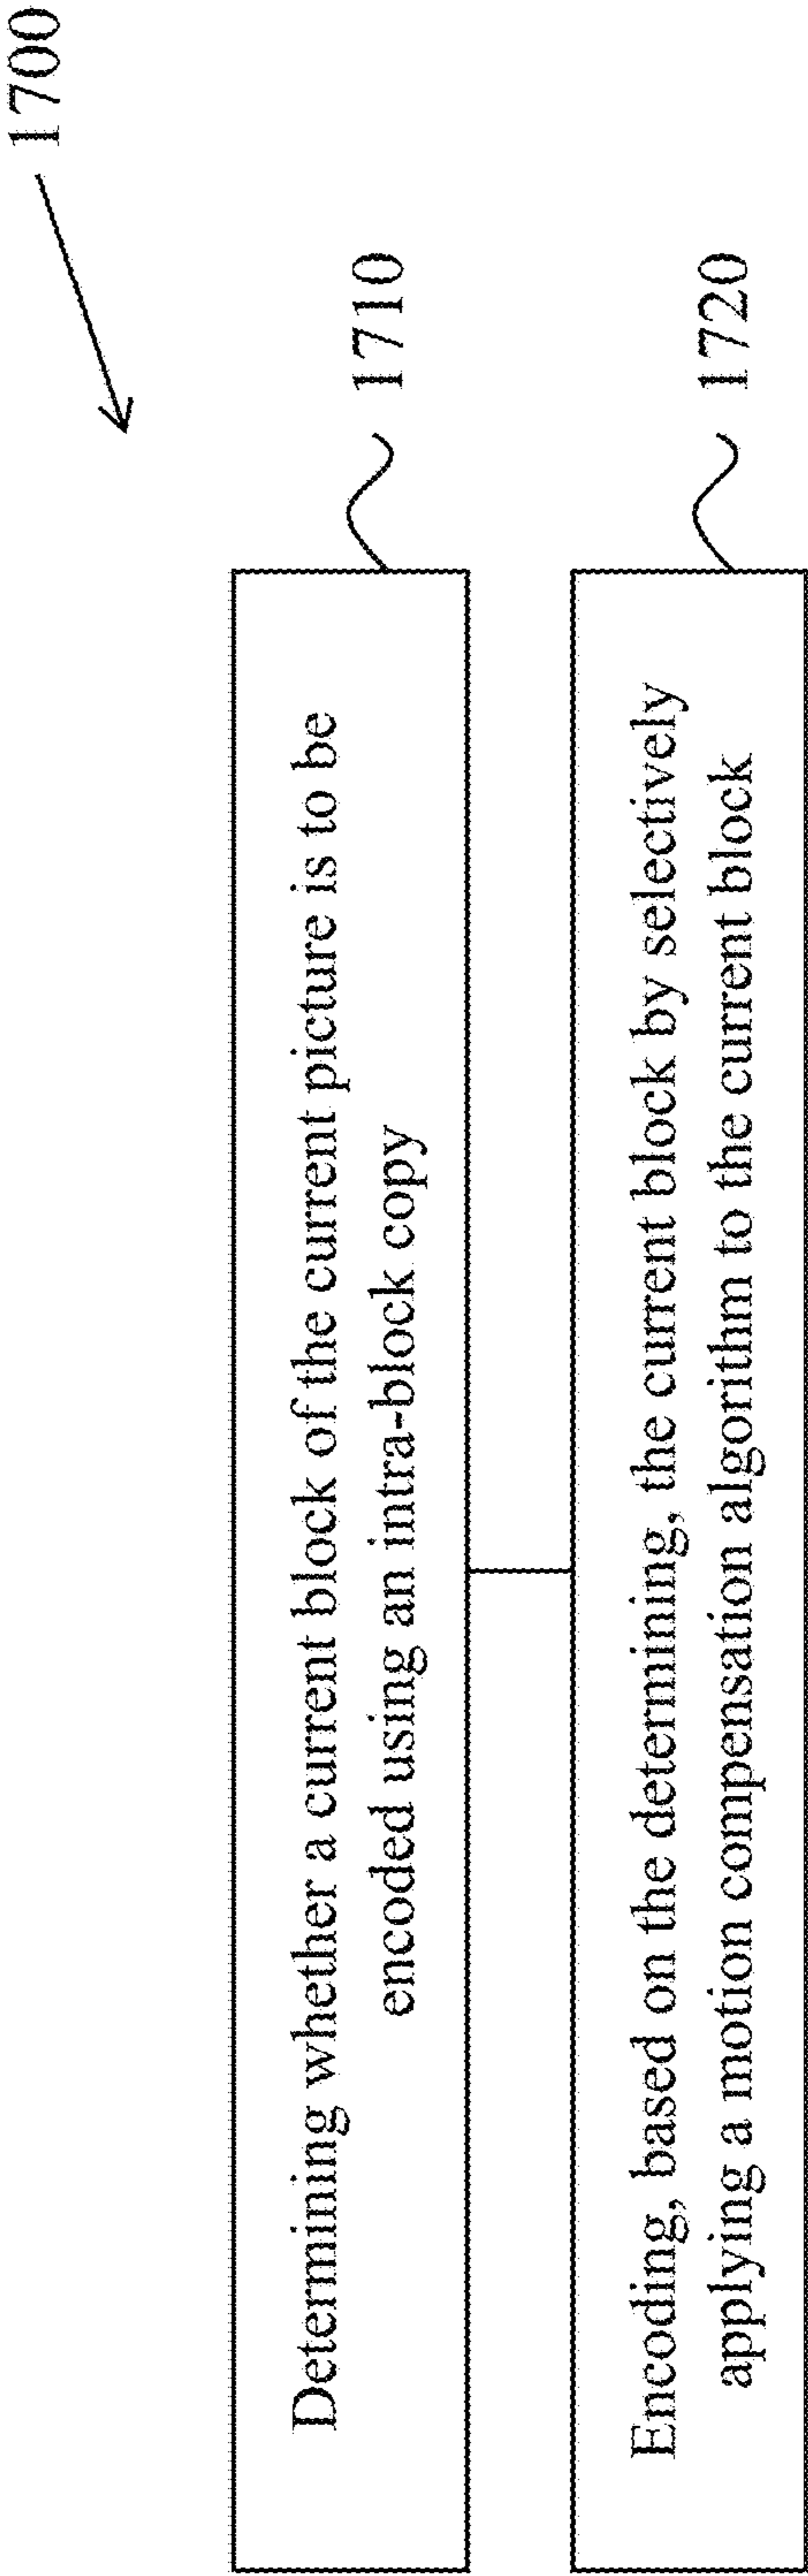 1700
Determining whether a current block of the current picture is to be
encoded using an intra-block copy
1710
Encoding, based on the determining, the current block by selectively
applying a motion compensation algorithm to the current block
1720